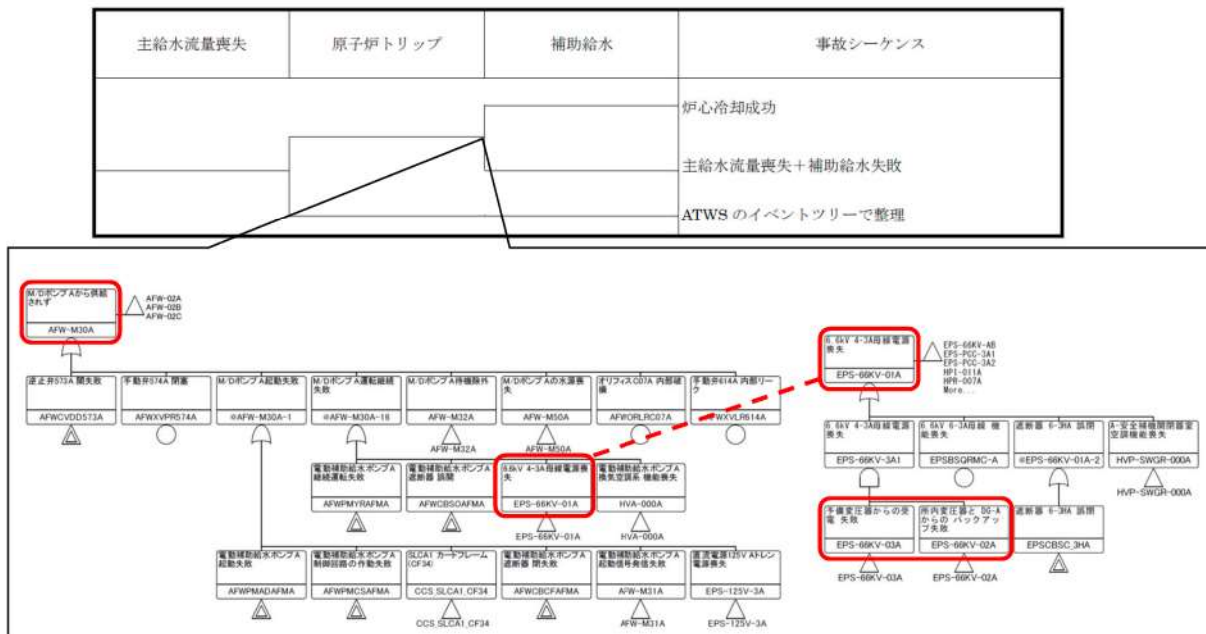 主給水流量喪失
原子炉トリップ
補助給水
事故シーケンス
炉心冷却成功
主給水流量喪失＋補助給水失敗
ATWSのイベントツリーで整理
M/Dポンプ Aから供給
されず
AFW-M30A
AFW-02A
AFW-02B
AFW-02C
逆止弁573A 開失敗
AFWCVDD573A
手動弁574A 閉塞
AFWXVPR574A
M/Dポンプ A起動失敗
※AFW-M30A-1
M/Dポンプ A運転継続
失敗
※AFW-M30A-16
M/Dポンプ A待機除外
AFW-M32A
AFW-M32A
M/Dポンプ Aの水源喪
失
AFW-M50A
AFW-M50A
オリフィスC07A 内部破
損
AFWORLRC07A
手動弁614A 内部リー
ク
AFWXVLR614A
電動補助給水ポンプA
継続運転失敗
AFWPMYRAFMA
電動補助給水ポンプA
遮断器 誤開
AFWCBSOAFMA
6.6kV 4-3A母線電源喪
失
EPS-66KV-01A
EPS-66KV-01A
電動補助給水ポンプA
換気空調系 機能喪失
HVA-000A
HVA-000A
電動補助給水ポンプA
起動失敗
AFWPMADAFMA
電動補助給水ポンプA
制御回路の作動失敗
AFWPMCSAFMA
SLCA1 カードフレーム
(CF34)
CCS_SLCA1_CF34
CCS_SLCA1_CF34
電動補助給水ポンプA
遮断器 閉失敗
AFWCBCFAFMA
電動補助給水ポンプA
起動信号発信失敗
AFW-M31A
AFW-M31A
直流電源125V Aトレン
電源喪失
EPS-125V-3A
EPS-125V-3A
6.6kV 4-3A母線電源
喪失
EPS-66KV-01A
EPS-66KV-AB
EPS-PCC-3A1
EPS-PCC-3A2
HPI-011A
HPR-007A
More...
6.6kV 4-3A母線電源
喪失
EPS-66KV-3A1
6.6kV 6-3A母線 機
能喪失
EPSBSQRMC-A
遮断器 6-3HA 誤開
※EPS-66KV-01A-2
A-安全補機開閉器室
空調機能喪失
HVP-SWGR-000A
HVP-SWGR-000A
予備変圧器からの受
電 失敗
EPS-66KV-03A
EPS-66KV-03A
所内変圧器と DG-A
からの バックアッ
プ失敗
EPS-66KV-02A
EPS-66KV-02A
遮断器 6-3HA 誤開
EPSCBSC_3HA